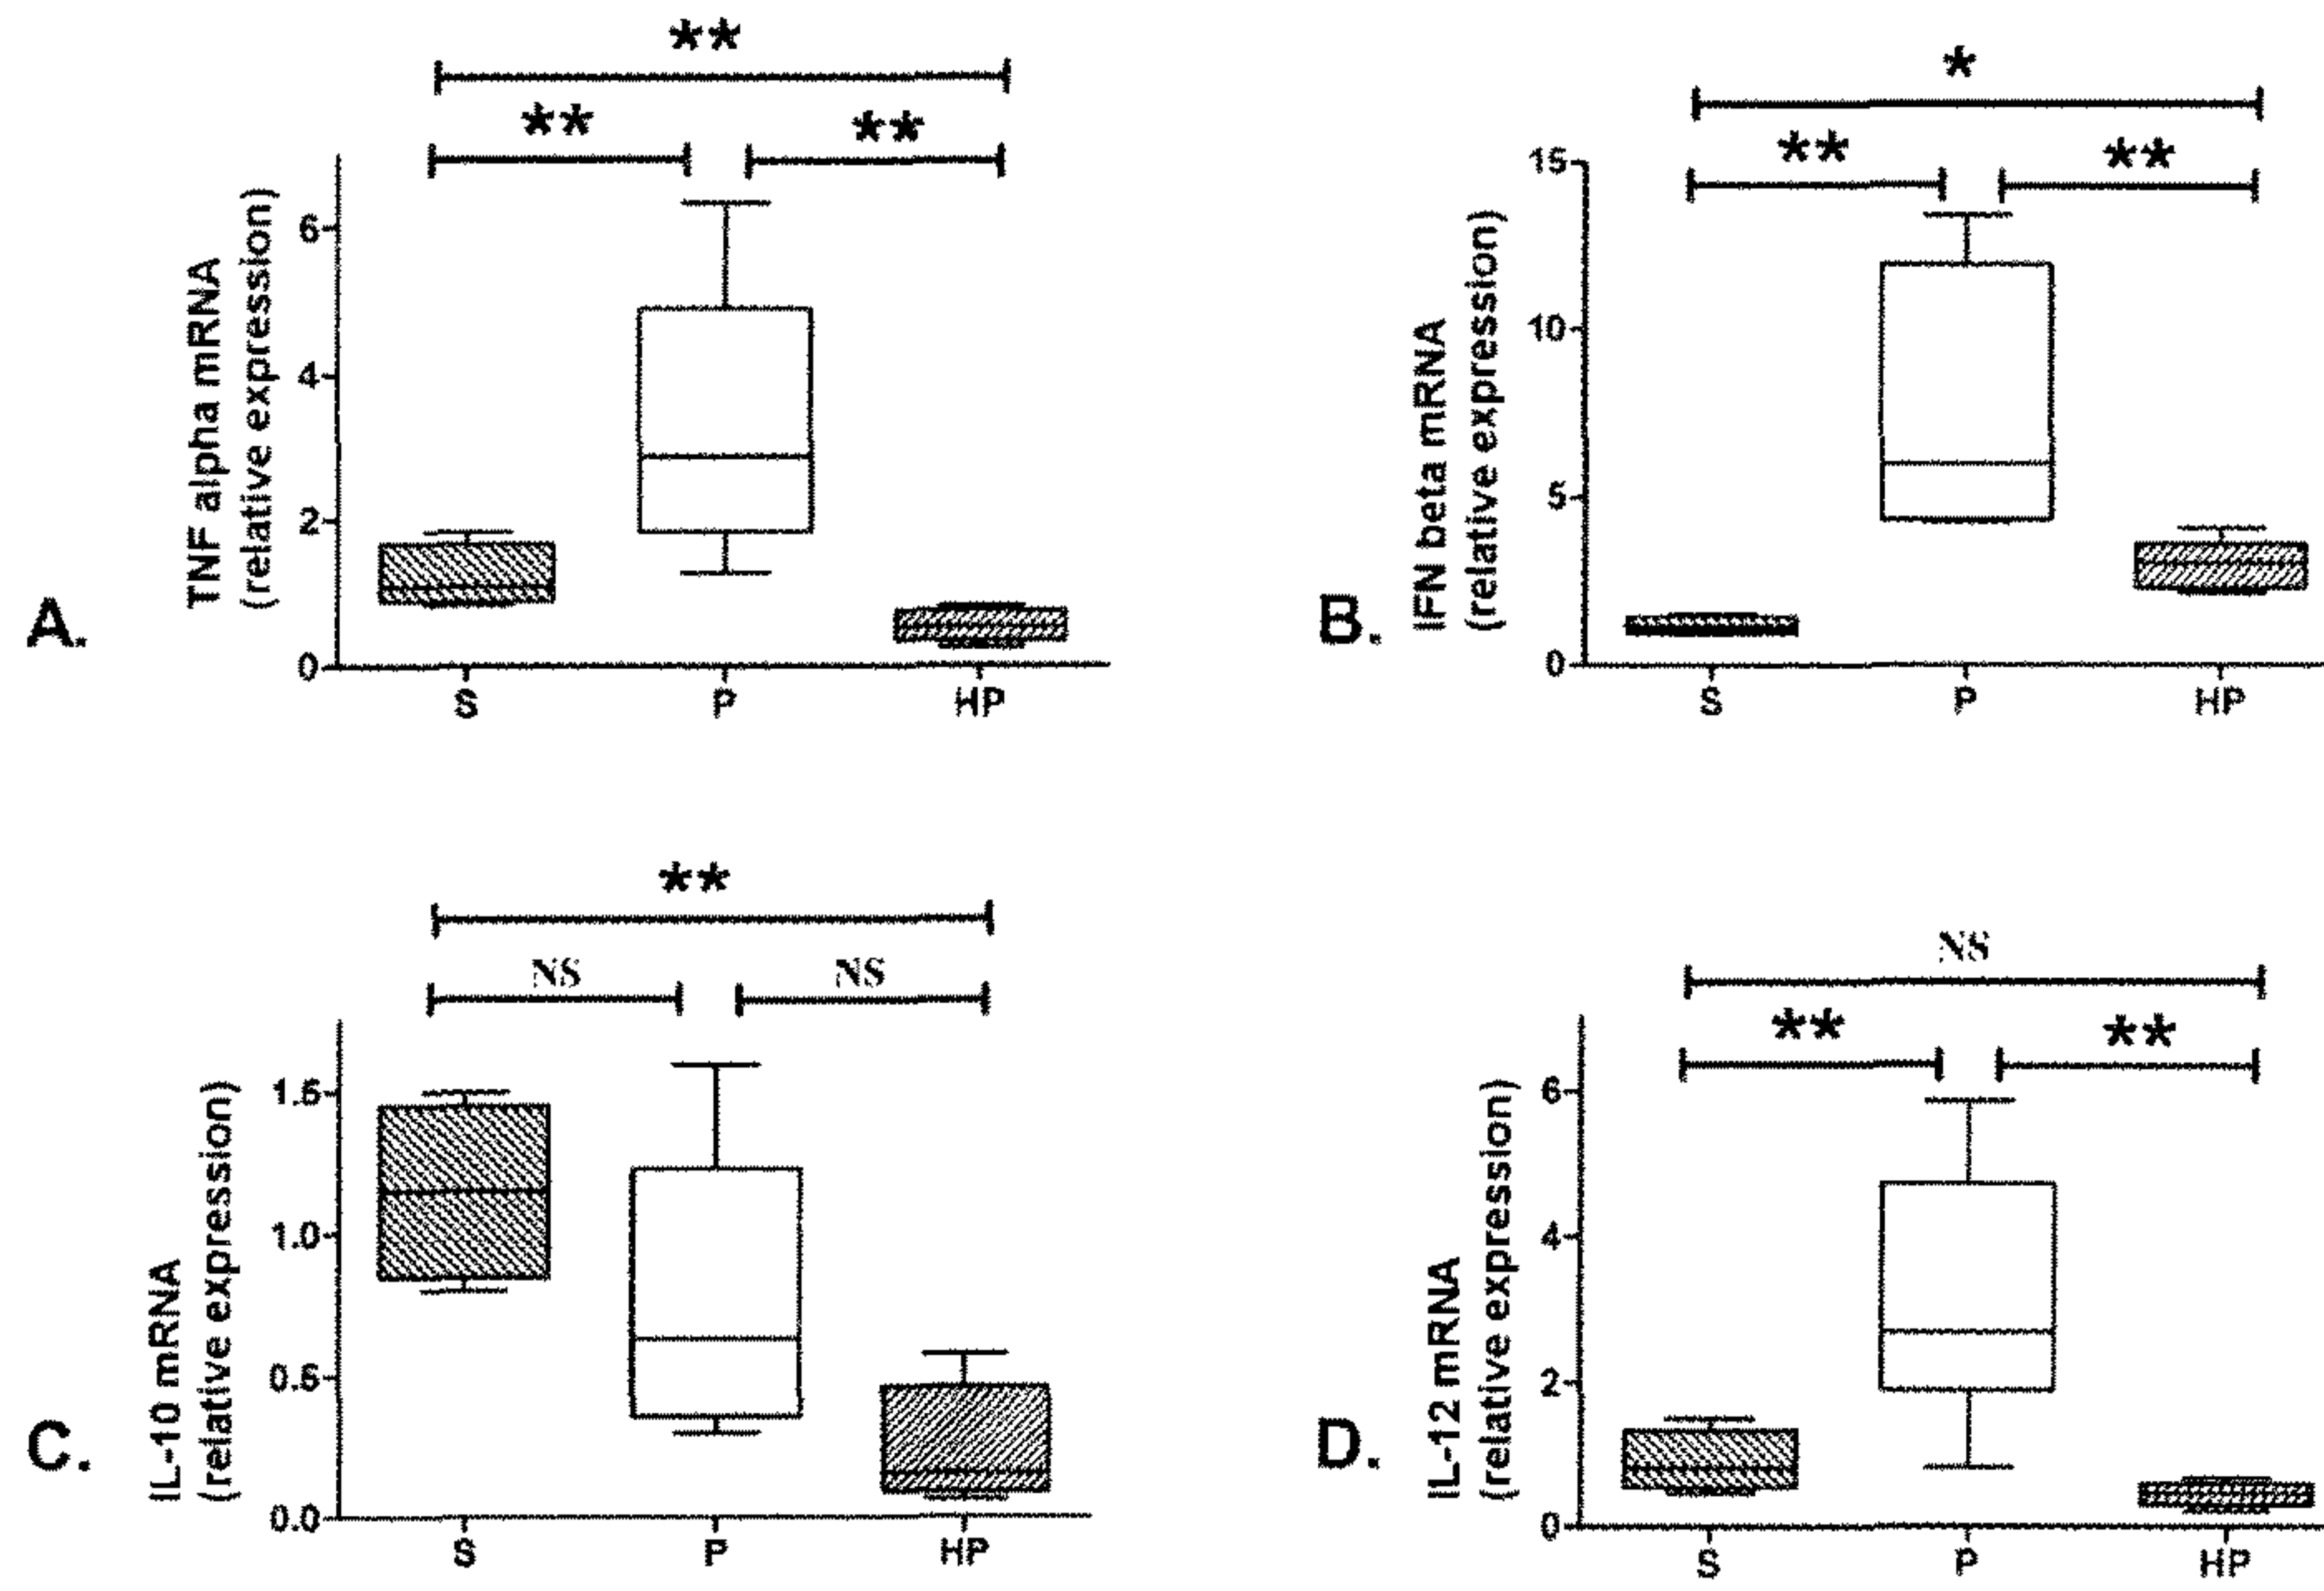 **
** **
TNF alpha mRNA
(relative expression)
6
4
2
0
S P HP
A.
*
** **
IFN beta mRNA
(relative expression)
15
10
5
0
S P HP
B.
**
NS NS
IL-10 mRNA
(relative expression)
1.5
1.0
0.5
0.0
S P HP
C.
NS
** **
IL-12 mRNA
(relative expression)
6
4
2
0
S P HP
D.